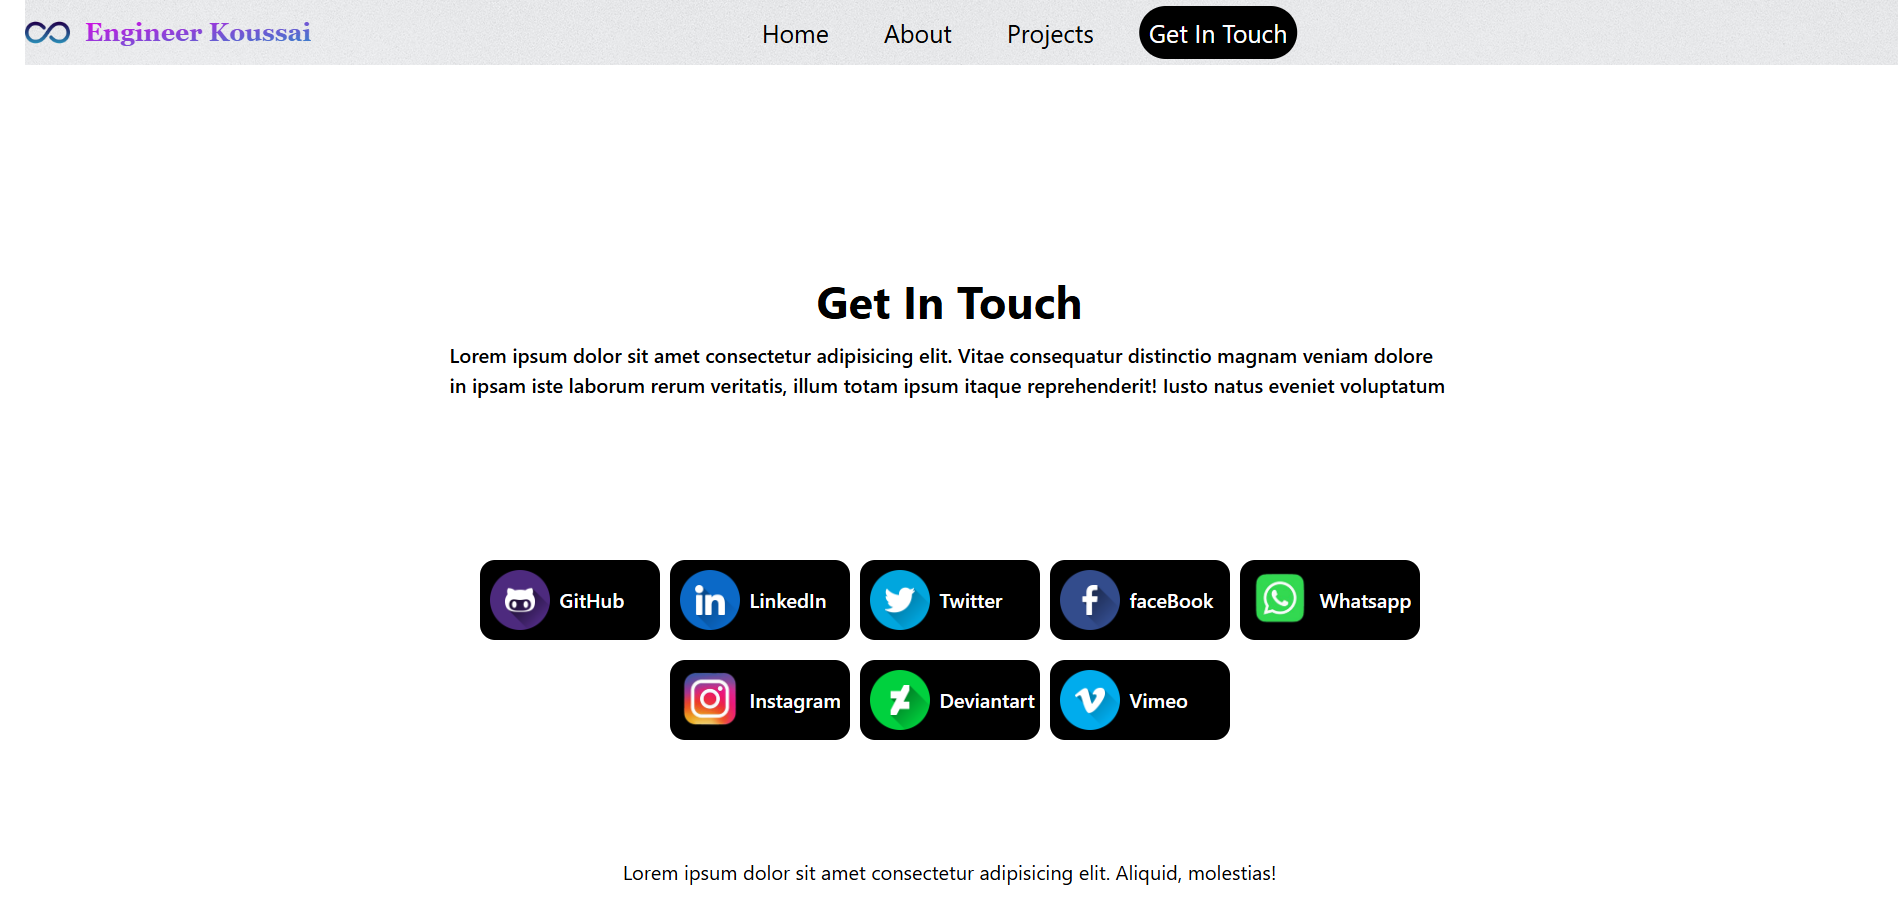 Engineer Koussai
Home About Projects Get In Touch
Get In Touch
Lorem ipsum dolor sit amet consectetur adipisicing elit. Vitae consequatur distinctio magnam veniam dolore
in ipsam iste laborum rerum veritatis, illum totam ipsum itaque reprehenderit! Iusto natus eveniet voluptatum
GitHub LinkedIn Twitter faceBook Whatsapp
Instagram Deviantart Vimeo
Lorem ipsum dolor sit amet consectetur adipisicing elit. Aliquid, molestias!